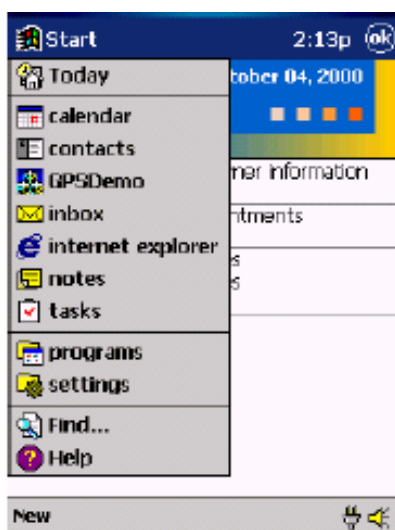 Start 2:13p ok
Today
tober 04, 2000
calendar
contacts
GPSDemo
ner information
inbox
ntments
internet explorer
s
notes
s
tasks
programs
settings
Find...
Help
New